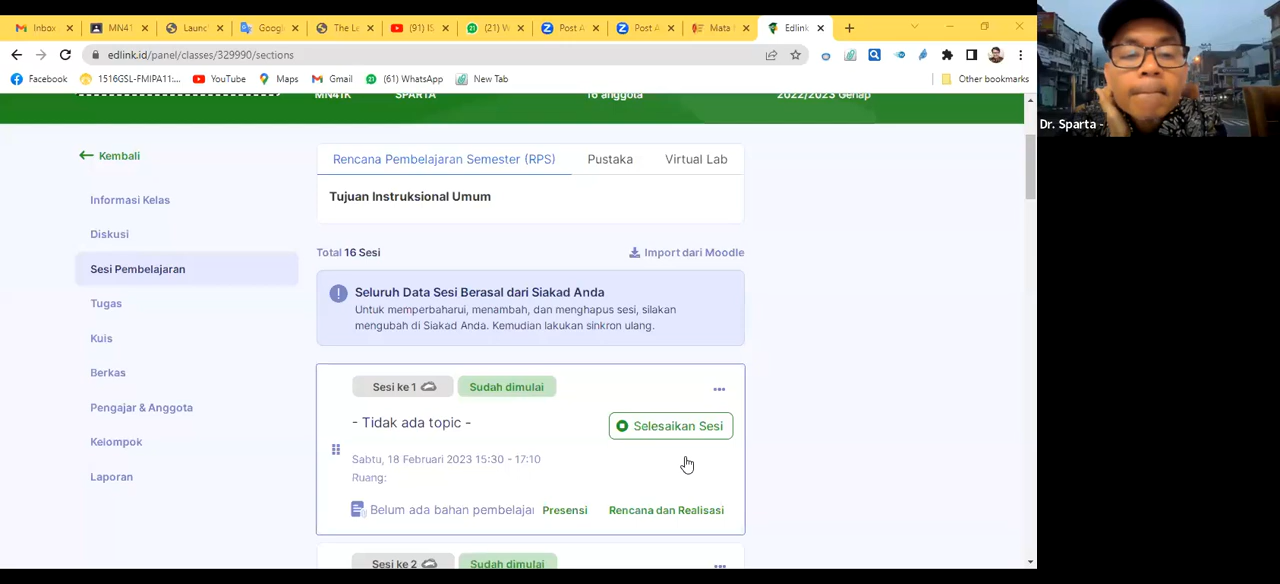 Inbox
MN41
Launc
Googl
The Le
(91) IS
(21) W
Post A
Post A
Mata
Edlink
edlink.id/panel/classes/329990/sections
Facebook
1516GSL-FMIPA11:...
YouTube
Maps
Gmail
(61) WhatsApp
New Tab
Other bookmarks
MN41K
SPARTA
16 anggota
2022/2023 Genap
Dr. Sparta -
Kembali
Informasi Kelas
Diskusi
Sesi Pembelajaran
Tugas
Kuis
Berkas
Pengajar & Anggota
Kelompok
Laporan
Rencana Pembelajaran Semester (RPS)
Pustaka
Virtual Lab
Tujuan Instruksional Umum
Total 16 Sesi
Import dari Moodle
Seluruh Data Sesi Berasal dari Siakad Anda
Untuk memperbaharui, menambah, dan menghapus sesi, silakan
mengubah di Siakad Anda. Kemudian lakukan sinkron ulang.
Sesi ke 1
Sudah dimulai
- Tidak ada topic -
Selesaikan Sesi
Sabtu, 18 Februari 2023 15:30 - 17:10
Ruang:
Belum ada bahan pembelajar
Presensi
Rencana dan Realisasi
Sesi ke 2
Sudah dimulai